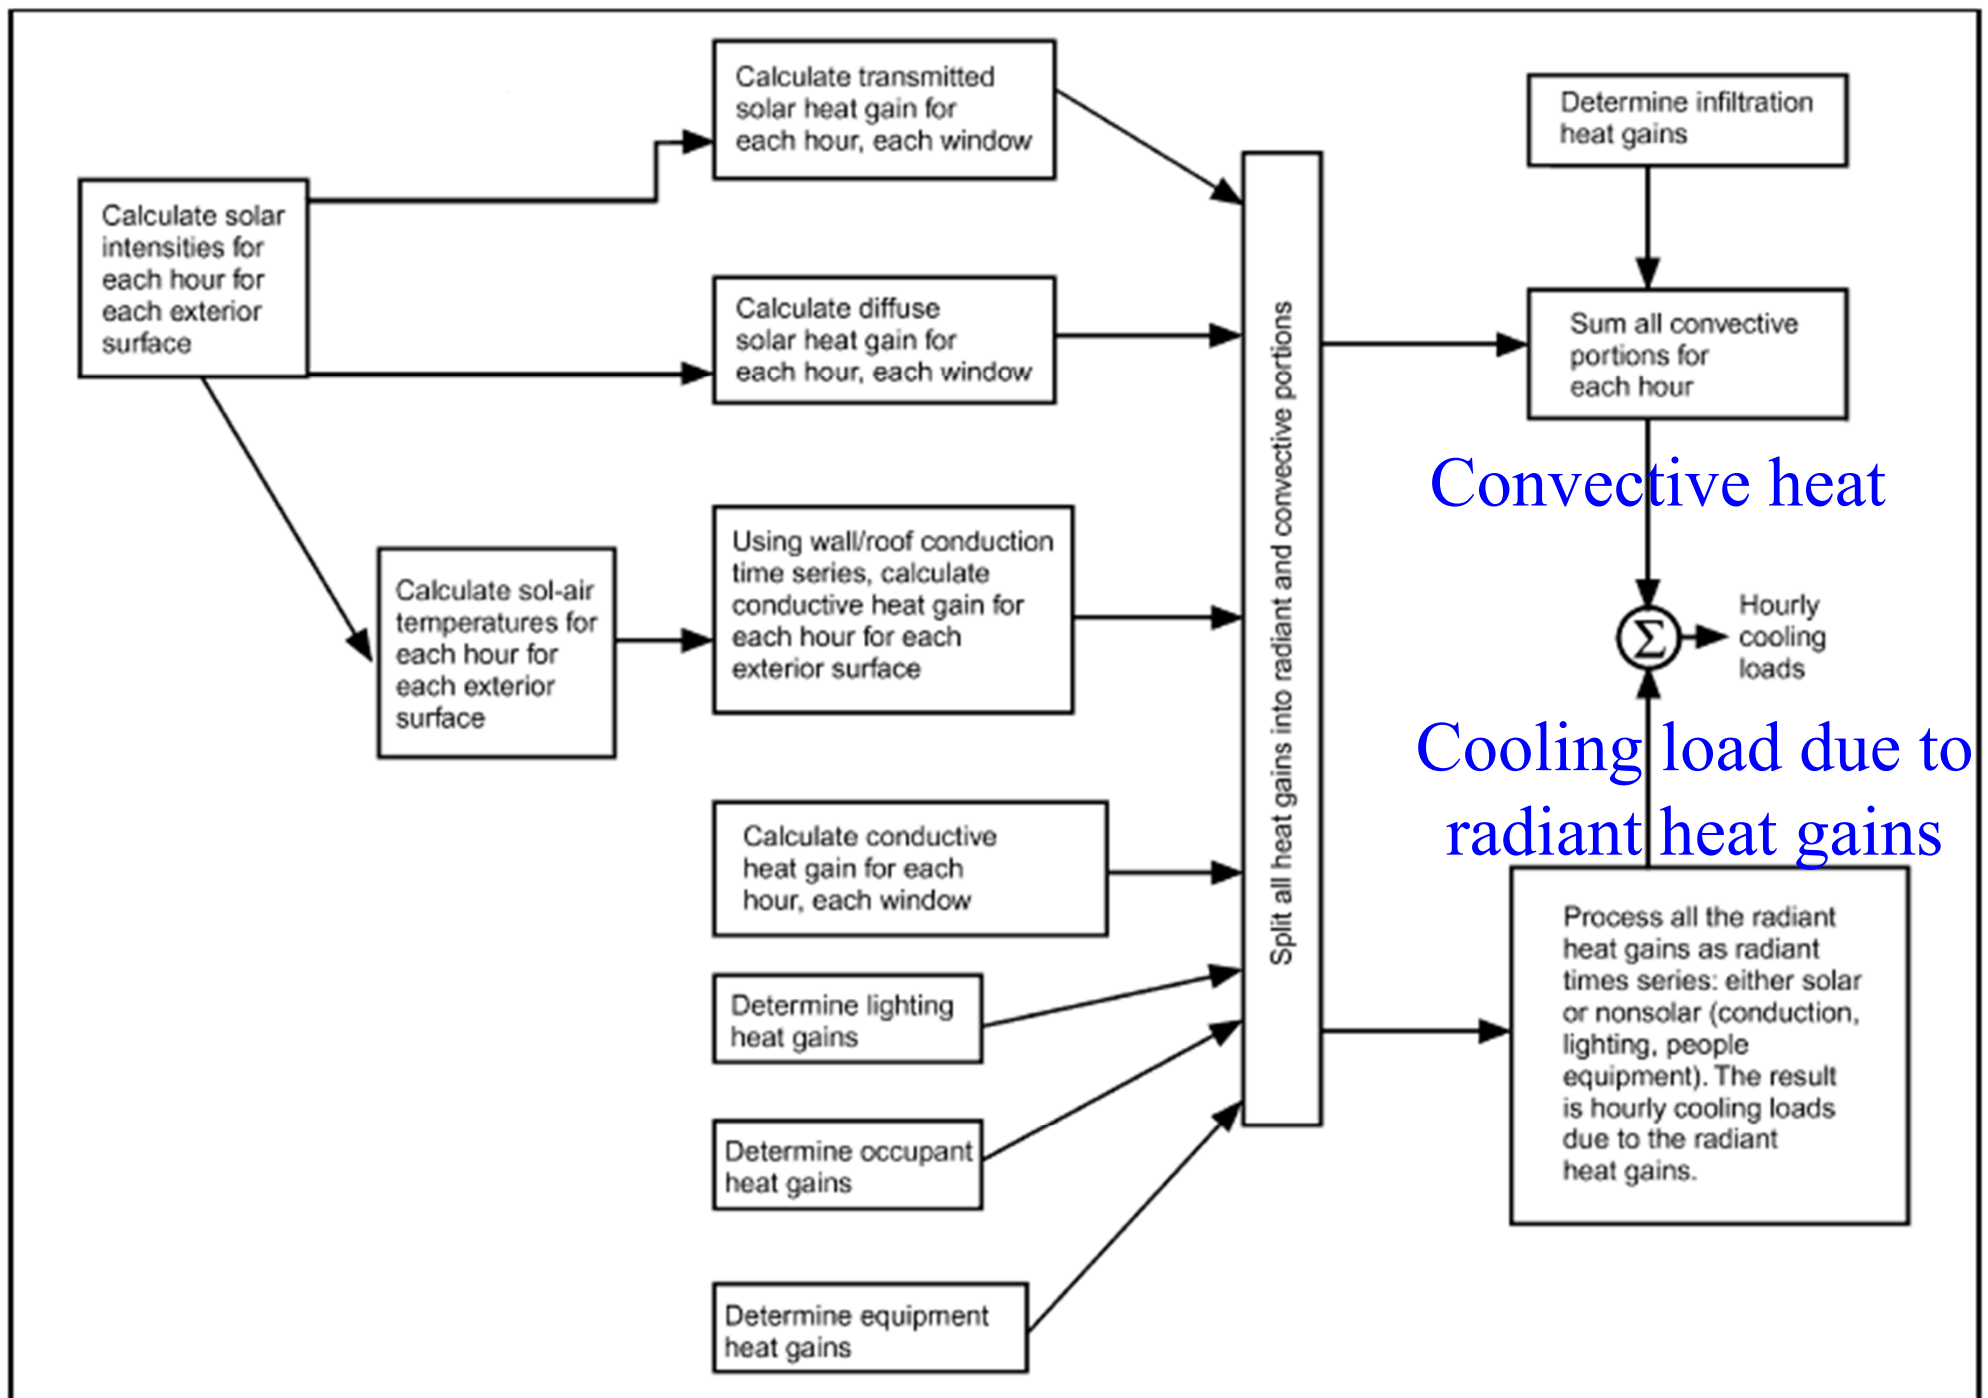 Calculate transmitted
solar heat gain for
each hour, each window
Determine infiltration
heat gains
Calculate solar
intensities for
each hour for
each exterior
surface
Calculate diffuse
solar heat gain for
each hour, each window
Split all heat gains into radiant and convective portions
Sum all convective
portions for
each hour
Convective heat
Using wall/roof conduction
time series, calculate
conductive heat gain for
each hour for each
exterior surface
Calculate sol-air
temperatures for
each hour for
each exterior
surface
Σ
Hourly
cooling
loads
Cooling load due to
radiant heat gains
Calculate conductive
heat gain for each
hour, each window
Process all the radiant
heat gains as radiant
times series: either solar
or nonsolar (conduction,
lighting, people
equipment). The result
is hourly cooling loads
due to the radiant
heat gains.
Determine lighting
heat gains
Determine occupant
heat gains
Determine equipment
heat gains